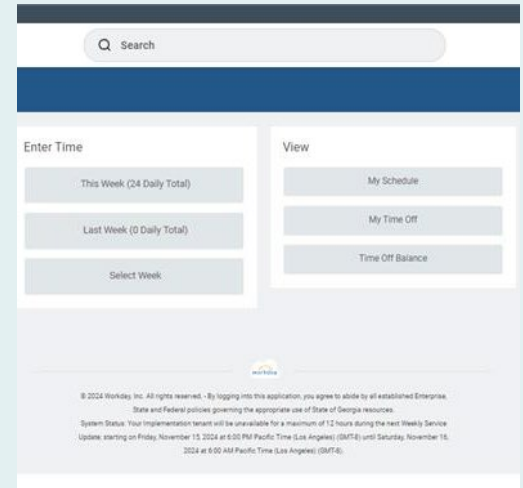 Search
Enter Time
This Week (24 Daily Total)
Last Week (0 Daily Total)
Select Week
View
My Schedule
My Time Off
Time Off Balance
workday
© 2024 Workday, Inc. All rights reserved. - By logging into this application, you agree to abide by all established Enterprise,
State and Federal policies governing the appropriate use of State of Georgia resources.
System Status: Your Implementation tenant will be unavailable for a maximum of 12 hours during the next Weekly Service
Update; starting on Friday, November 15, 2024 at 6:00 PM Pacific Time (Los Angeles) (GMT-8) until Saturday, November 16,
2024 at 6:00 AM Pacific Time (Los Angeles) (GMT-8).